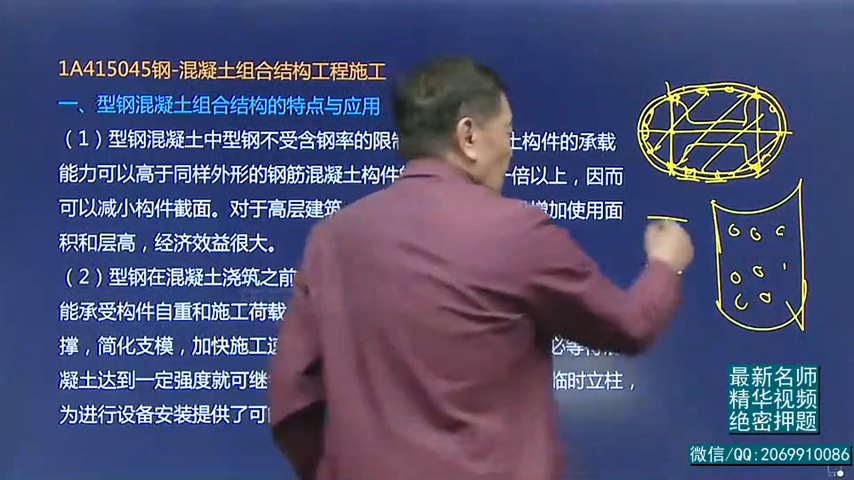 1A415045钢-混凝土组合结构工程施工
一、型钢混凝土组合结构的特点与应用
（1）型钢混凝土中型钢不受含钢率的限 构件的承载
能力可以高于同样外形的钢筋混凝土构件 一倍以上，因而
可以减小构件截面。对于高层建筑 增加使用面
积和层高，经济效益很大。
（2）型钢在混凝土浇筑之前
能承受构件自重和施工荷载
撑，简化支模，加快施工速
凝土达到一定强度就可继 临时立柱，
为进行设备安装提供了可
最新名师
精华视频
绝密押题
微信/QQ:2069910086